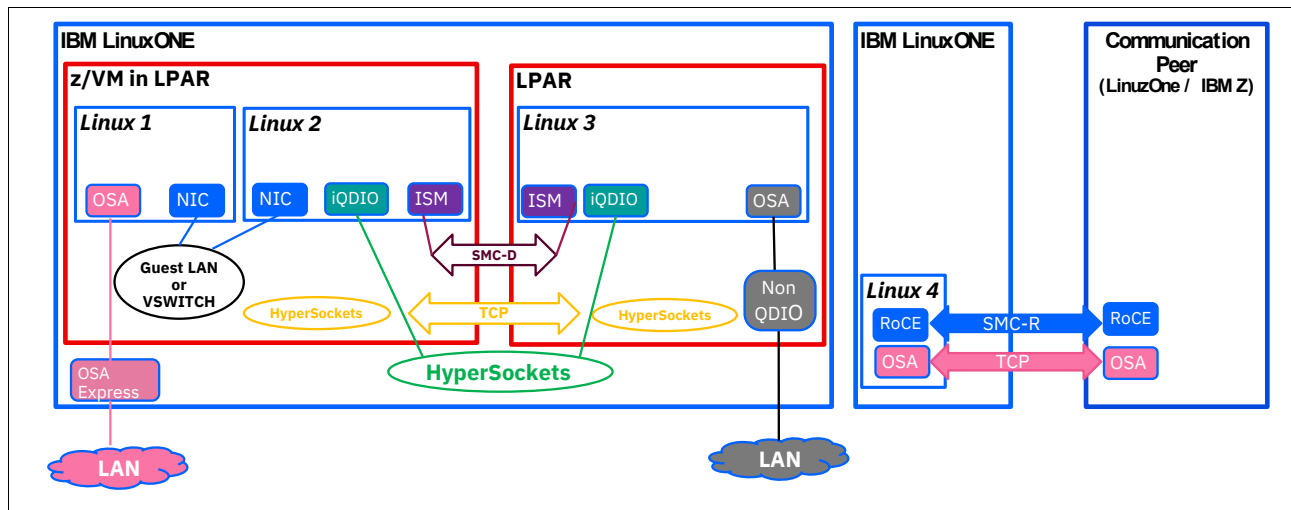 IBM LinuxONE
z/VM in LPAR
Linux 1
OSA
NIC
Linux 2
NIC
iQDIO
ISM
Guest LAN
or
VSWITCH
HyperSockets
OSA
Express
LAN
LPAR
Linux 3
ISM
iQDIO
OSA
SMC-D
TCP
HyperSockets
Non
QDIO
HyperSockets
LAN
IBM LinuxONE
Linux 4
RoCE
OSA
SMC-R
TCP
Communication
Peer
(LinuzOne / IBM Z)
RoCE
OSA